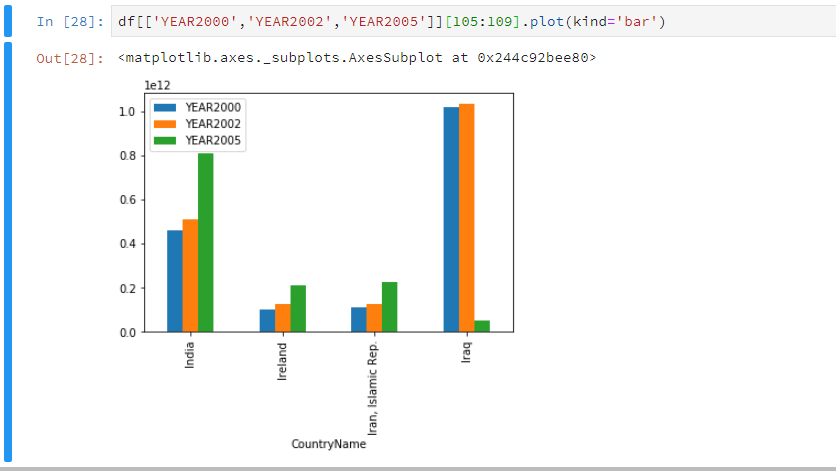 In [28]: df[['YEAR2000','YEAR2002','YEAR2005']][105:109].plot(kind='bar')
Out[28]: <matplotlib.axes._subplots.AxesSubplot at 0x244c92bee80>
1e12
YEAR2000
YEAR2002
YEAR2005
1.0
0.8
0.6
0.4
0.2
0.0
India
Ireland
Iran, Islamic Rep.
Iraq
CountryName